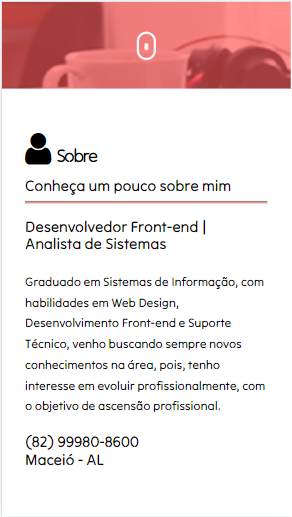 Sobre
Conheça um pouco sobre mim
Desenvolvedor Front-end |
Analista de Sistemas
Graduado em Sistemas de Informação, com
habilidades em Web Design,
Desenvolvimento Front-end e Suporte
Técnico, venho buscando sempre novos
conhecimentos na área, pois, tenho
interesse em evoluir profissionalmente, com
o objetivo de ascensão profissional.
(82) 99980-8600
Maceió - AL